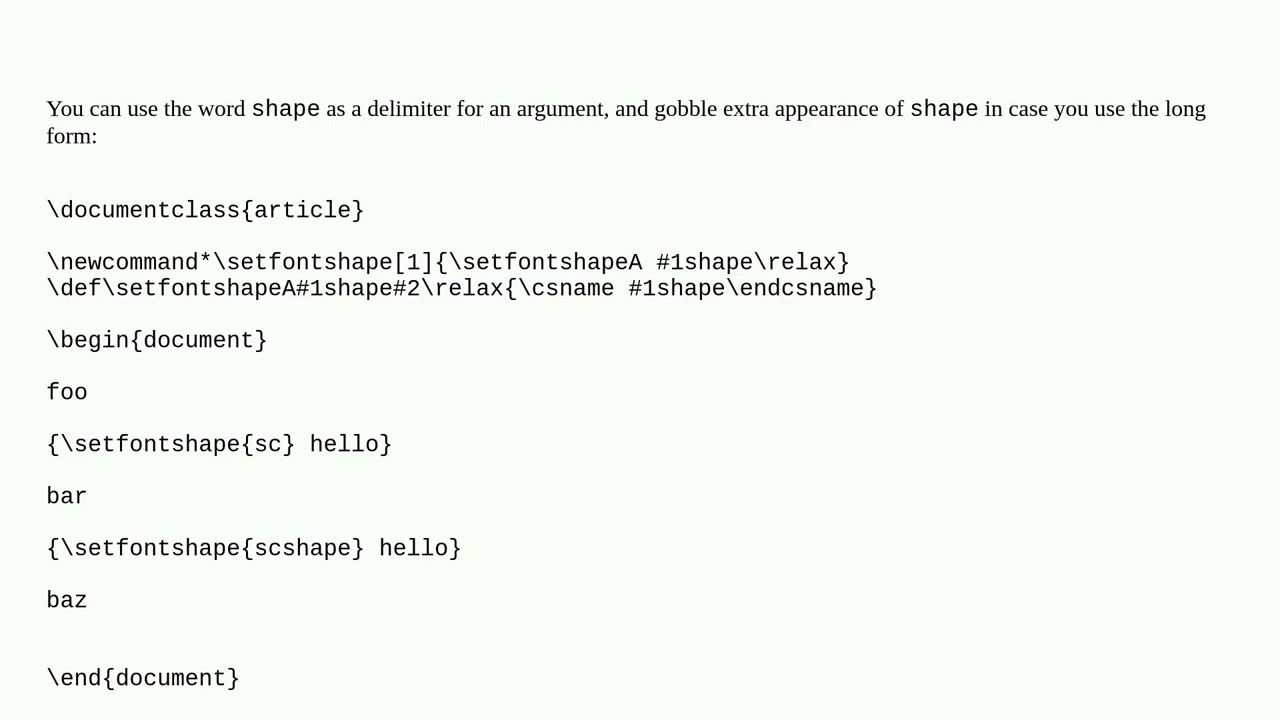 You can use the word shape as a delimiter for an argument, and gobble extra appearance of shape in case you use the long
form:
\documentclass{article}
\newcommand*\setfontshape[1]{\setfontshapeA #1shape\relax}
\def\setfontshapeA#1shape#2\relax{\csname #1shape\endcsname}
\begin{document}
foo
{\setfontshape{sc} hello}
bar
{\setfontshape{scshape} hello}
baz
\end{document}